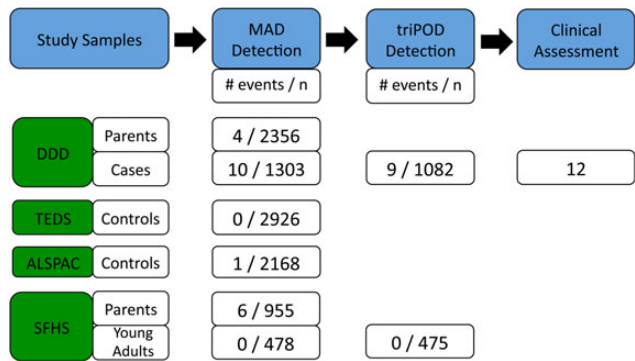 Study Samples
MAD
Detection
triPOD
Detection
Clinical
Assessment
# events / n
# events / n
DDD
Parents
4 / 2356
Cases
10 / 1303
9 / 1082
12
TEDS
Controls
0 / 2926
ALSPAC
Controls
1 / 2168
SFHS
Parents
6 / 955
Young
Adults
0 / 478
0 / 475